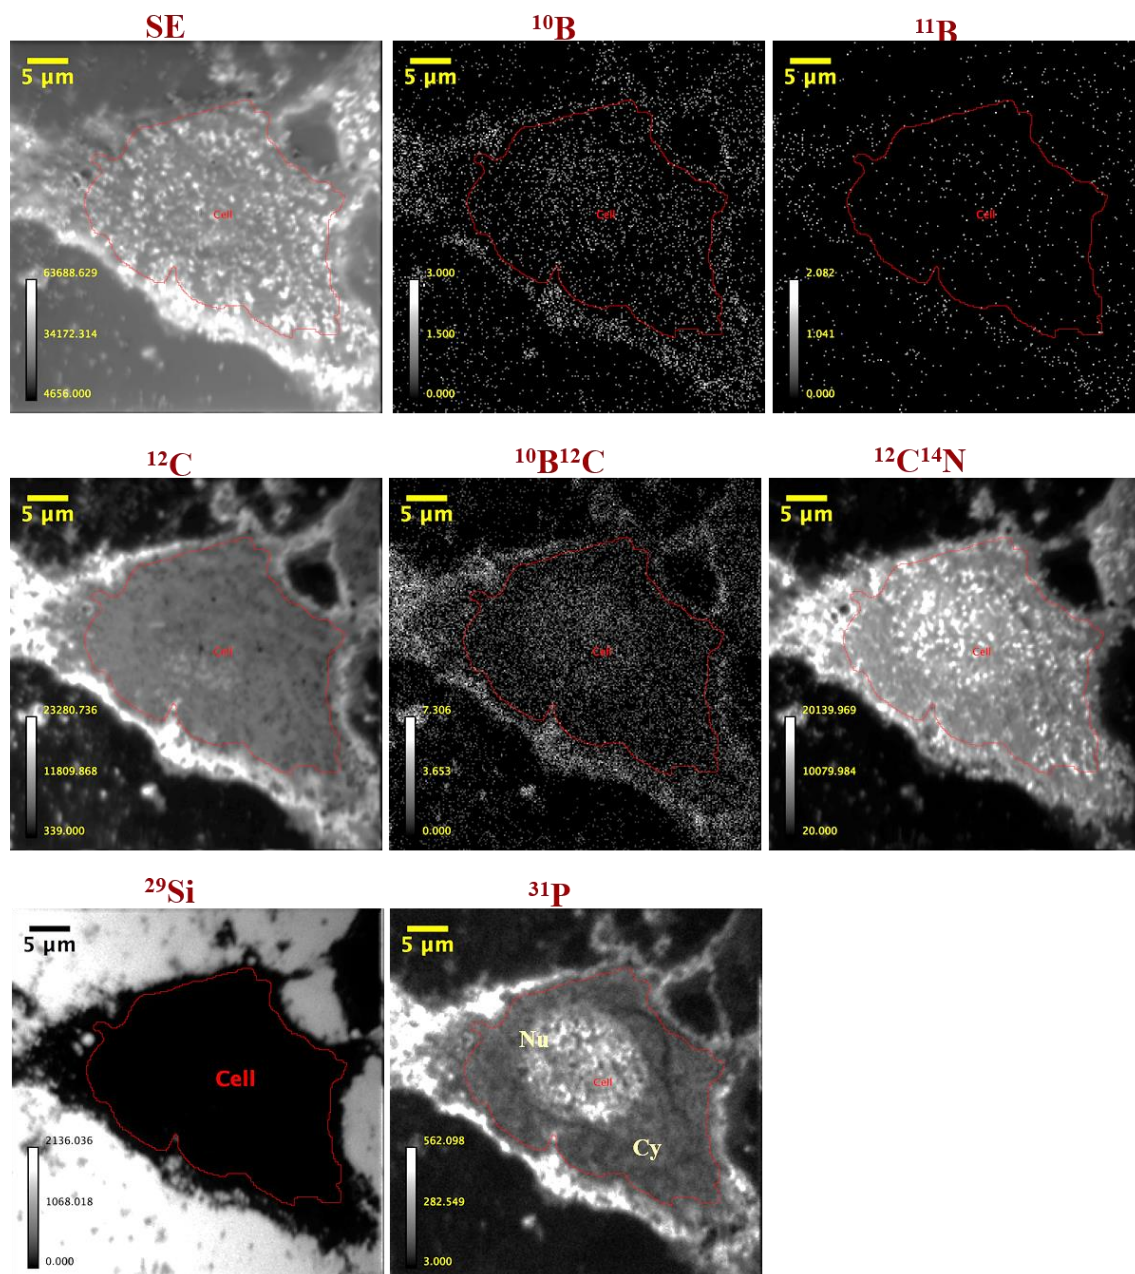 SE
¹⁰B
¹¹B
5 µm
5 µm
5 µm
Cell
Cell
Cell
63688.629
34172.314
4656.000
3.000
1.500
0.000
2.082
1.041
0.000
¹²C
¹⁰B¹²C
¹²C¹⁴N
5 µm
5 µm
5 µm
Cell
Cell
Cell
23280.736
11809.868
339.000
7.306
3.653
0.000
20139.969
10079.984
20.000
²⁹Si
³¹P
5 µm
5 µm
Nu
Cell
Cell
Cy
2136.036
1068.018
0.000
562.098
282.549
3.000